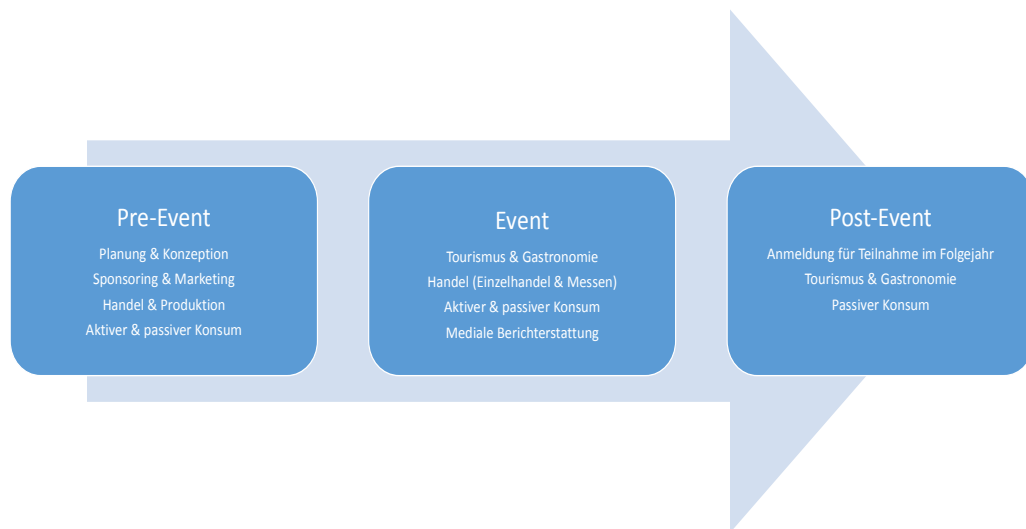 Pre-Event
Planung & Konzeption
Sponsoring & Marketing
Handel & Produktion
Aktiver & passiver Konsum
Event
Tourismus & Gastronomie
Handel (Einzelhandel & Messen)
Aktiver & passiver Konsum
Mediale Berichterstattung
Post-Event
Anmeldung für Teilnahme im Folgejahr
Tourismus & Gastronomie
Passiver Konsum